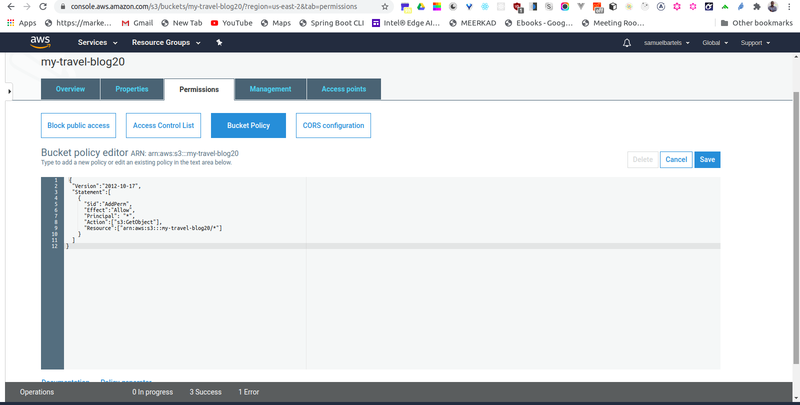 console.aws.amazon.com/s3/buckets/my-travel-blog20/?region=us-east-2&tab=permissions
Apps https://marke... Gmail New Tab YouTube Maps Spring Boot CLI Intel® Edge AI... MEERKAD Ebooks - Goog... Meeting Roo... Other bookmarks
aws Services Resource Groups samuelbartels Global Support
my-travel-blog20
Overview Properties Permissions Management Access points
Block public access Access Control List Bucket Policy CORS configuration
Bucket policy editor ARN: arn:aws:s3:::my-travel-blog20
Type to add a new policy or edit an existing policy in the text area below.
Delete Cancel Save
1 {
2 "Version":"2012-10-17",
3 "Statement":[
4 {
5 "Sid":"AddPerm",
6 "Effect":"Allow",
7 "Principal": "*",
8 "Action":["s3:GetObject"],
9 "Resource":["arn:aws:s3:::my-travel-blog20/*"]
10 }
11 ]
12 }
Documentation Policy generator
Operations 0 In progress 3 Success 1 Error